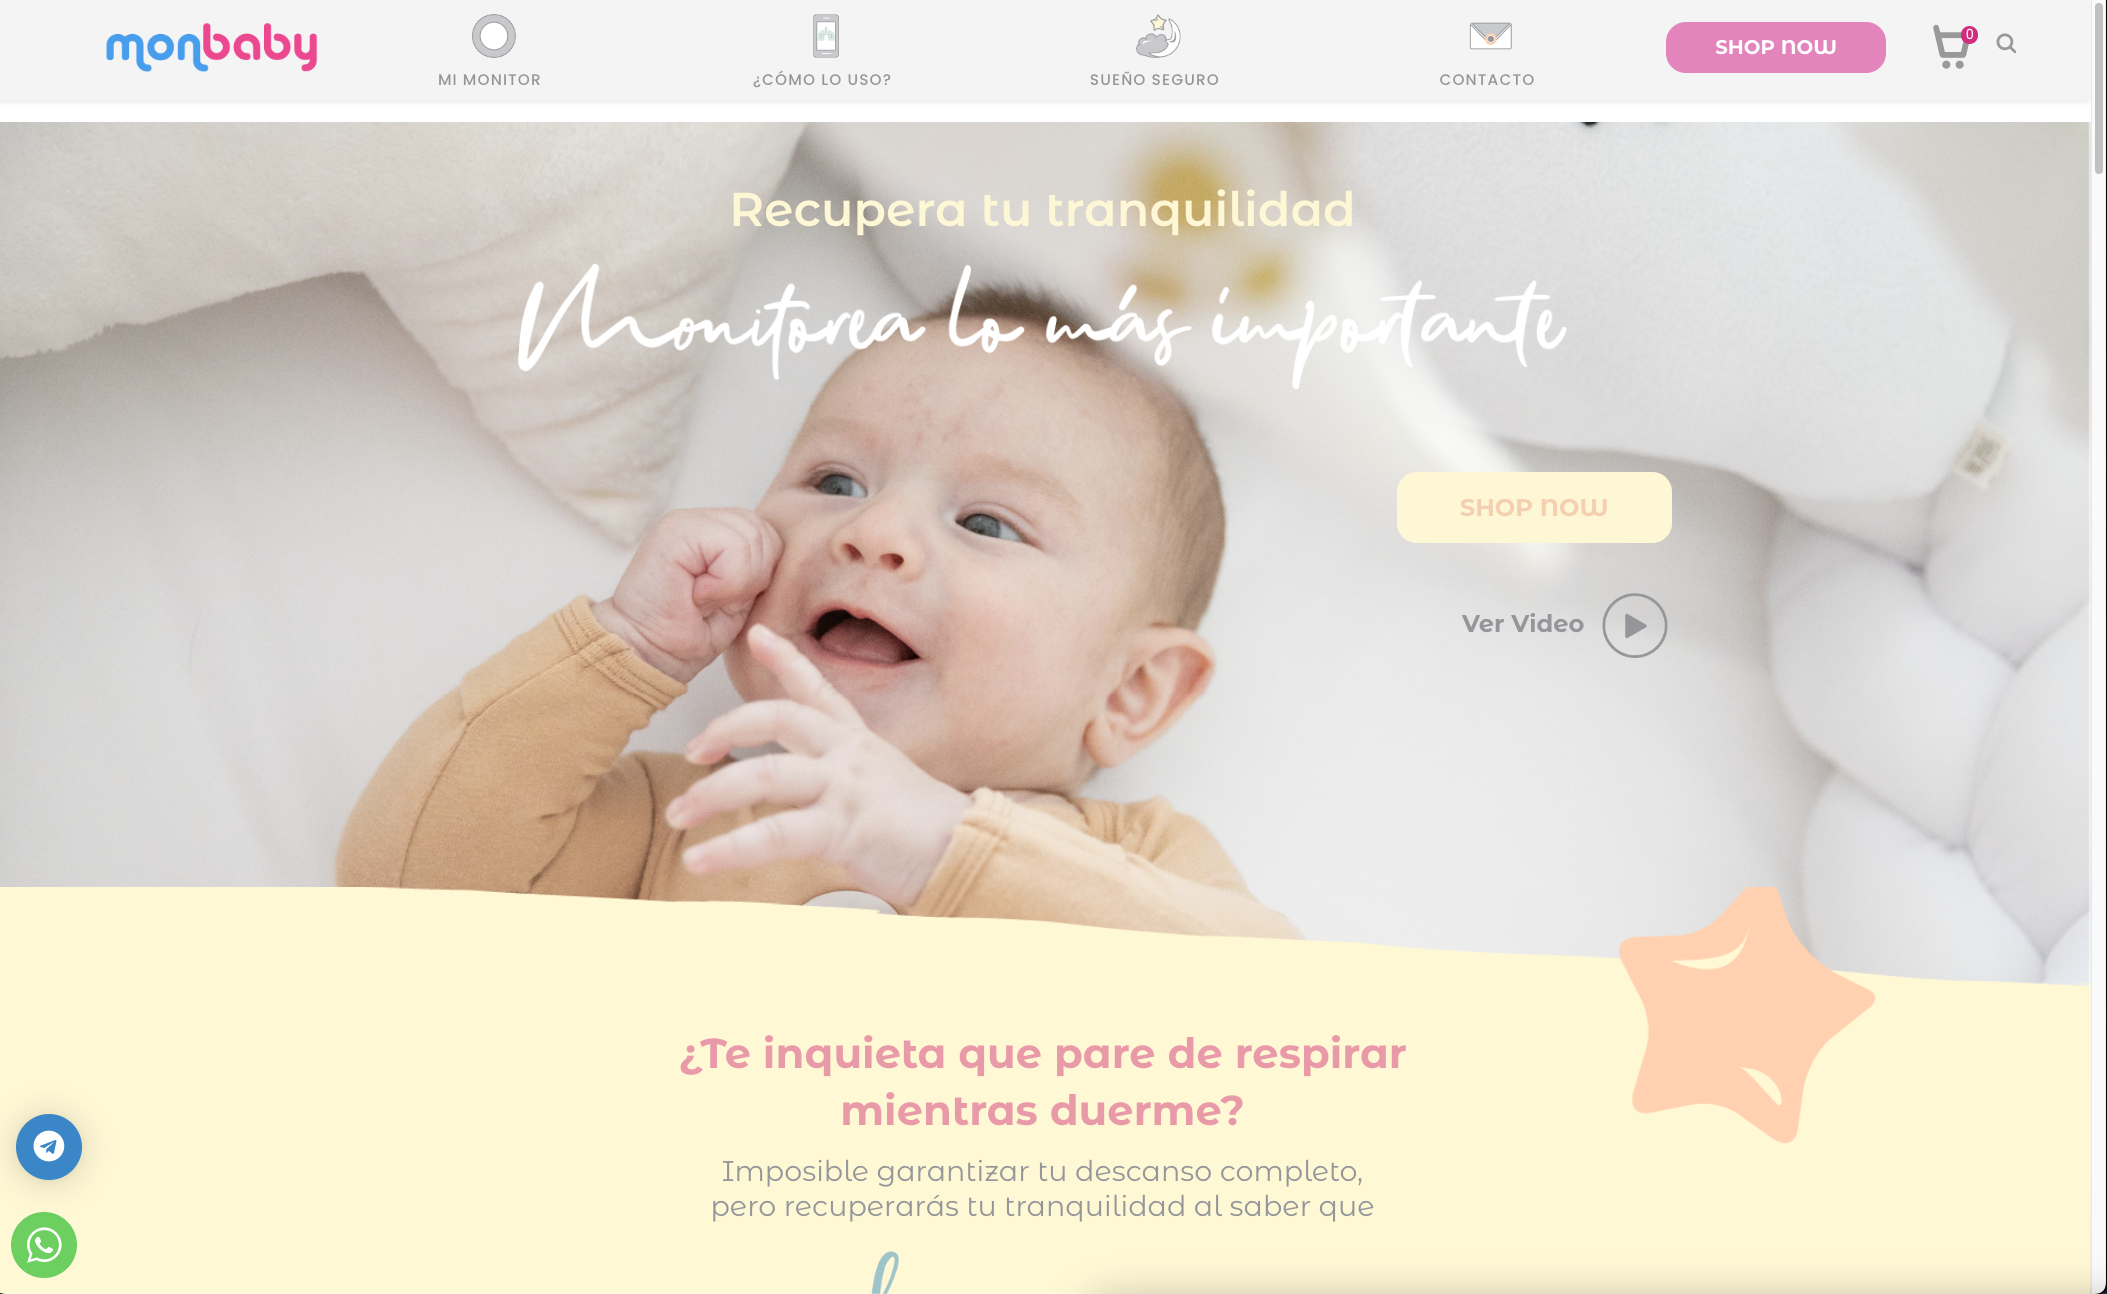 monbaby
MI MONITOR
¿CÓMO LO USO?
SUEÑO SEGURO
CONTACTO
SHOP NOW
0
Recupera tu tranquilidad
Monitorea lo más importante
SHOP NOW
Ver Video
¿Te inquieta que pare de respirar
mientras duerme?
Imposible garantizar tu descanso completo,
pero recuperarás tu tranquilidad al saber que